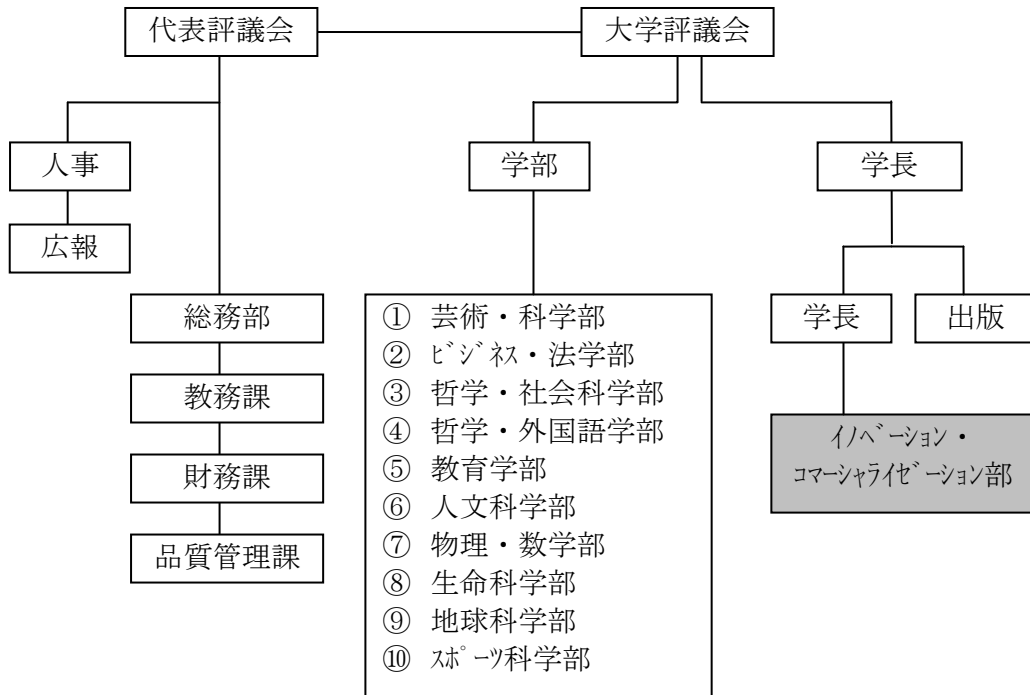 代表評議会
大学評議会
人事
広報
学部
学長
総務部
教務課
財務課
品質管理課
① 芸術・科学部
② ﾋﾞｼﾞﾈｽ・法学部
③ 哲学・社会科学部
④ 哲学・外国語学部
⑤ 教育学部
⑥ 人文科学部
⑦ 物理・数学部
⑧ 生命科学部
⑨ 地球科学部
⑩ ｽﾎﾟｰﾂ科学部
学長
出版
ｲﾉﾍﾞｰｼｮﾝ・
ｺﾏｰｼｬﾗｲｾﾞｰｼｮﾝ部